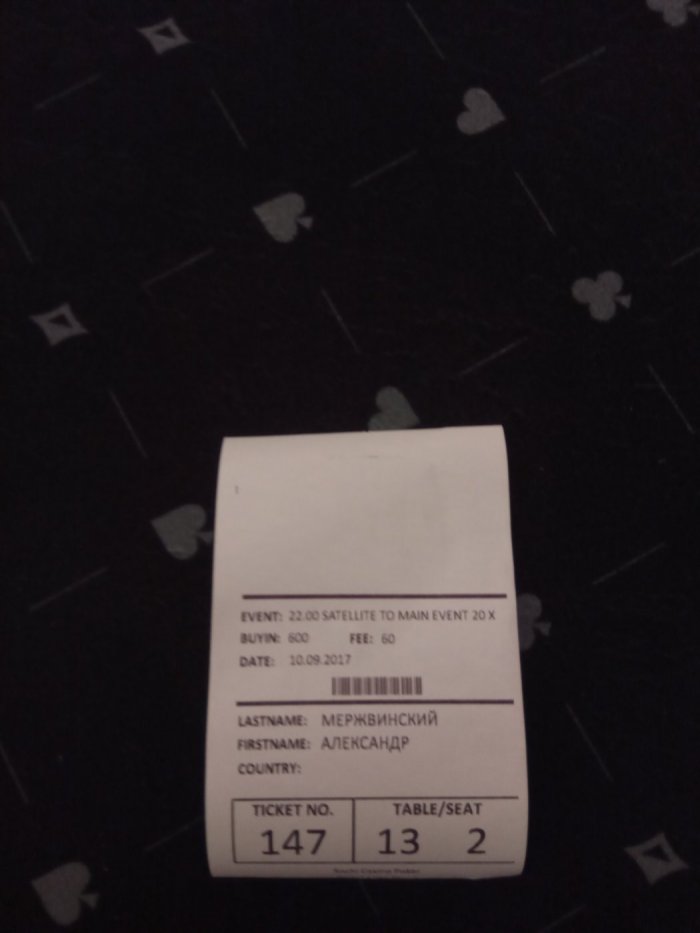 EVENT: 22.00 SATELLITE TO MAIN EVENT 20 X
BUYIN: 600 FEE: 60
DATE: 10.09.2017
LASTNAME: МЕРЖВИНСКИЙ
FIRSTNAME: АЛЕКСАНДР
COUNTRY:
TICKET NO. TABLE/SEAT
147 13 2